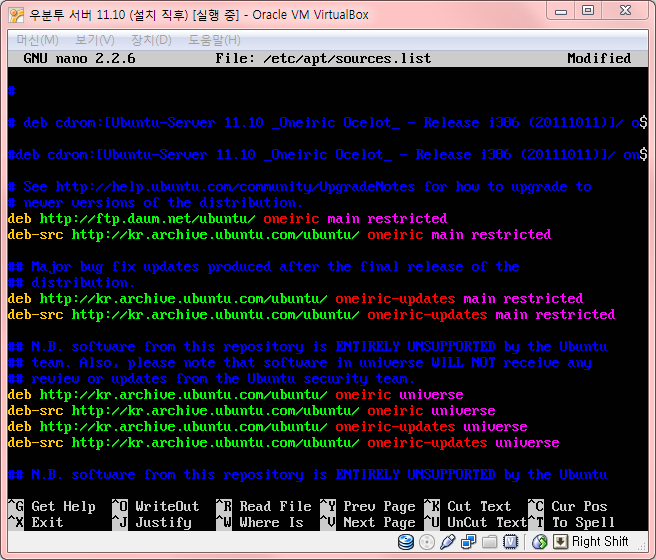 우분투 서버 11.10 (설치 직후) [실행 중] - Oracle VM VirtualBox
머신(M) 보기(V) 장치(D) 도움말(H)
GNU nano 2.2.6 File: /etc/apt/sources.list Modified
#
# deb cdrom:[Ubuntu-Server 11.10 _Oneiric Ocelot_ - Release i386 (20111011)]/ o$
#deb cdrom:[Ubuntu-Server 11.10 _Oneiric Ocelot_ - Release i386 (20111011)]/ on$
# See http://help.ubuntu.com/community/UpgradeNotes for how to upgrade to
# newer versions of the distribution.
deb http://ftp.daum.net/ubuntu/ oneiric main restricted
deb-src http://kr.archive.ubuntu.com/ubuntu/ oneiric main restricted
## Major bug fix updates produced after the final release of the
## distribution.
deb http://kr.archive.ubuntu.com/ubuntu/ oneiric-updates main restricted
deb-src http://kr.archive.ubuntu.com/ubuntu/ oneiric-updates main restricted
## N.B. software from this repository is ENTIRELY UNSUPPORTED by the Ubuntu
## team. Also, please note that software in universe WILL NOT receive any
## review or updates from the Ubuntu security team.
deb http://kr.archive.ubuntu.com/ubuntu/ oneiric universe
deb-src http://kr.archive.ubuntu.com/ubuntu/ oneiric universe
deb http://kr.archive.ubuntu.com/ubuntu/ oneiric-updates universe
deb-src http://kr.archive.ubuntu.com/ubuntu/ oneiric-updates universe
## N.B. software from this repository is ENTIRELY UNSUPPORTED by the Ubuntu
^G Get Help ^O WriteOut ^R Read File ^Y Prev Page ^K Cut Text ^C Cur Pos
^X Exit ^J Justify ^W Where Is ^V Next Page ^U UnCut Text ^T To Spell
Right Shift